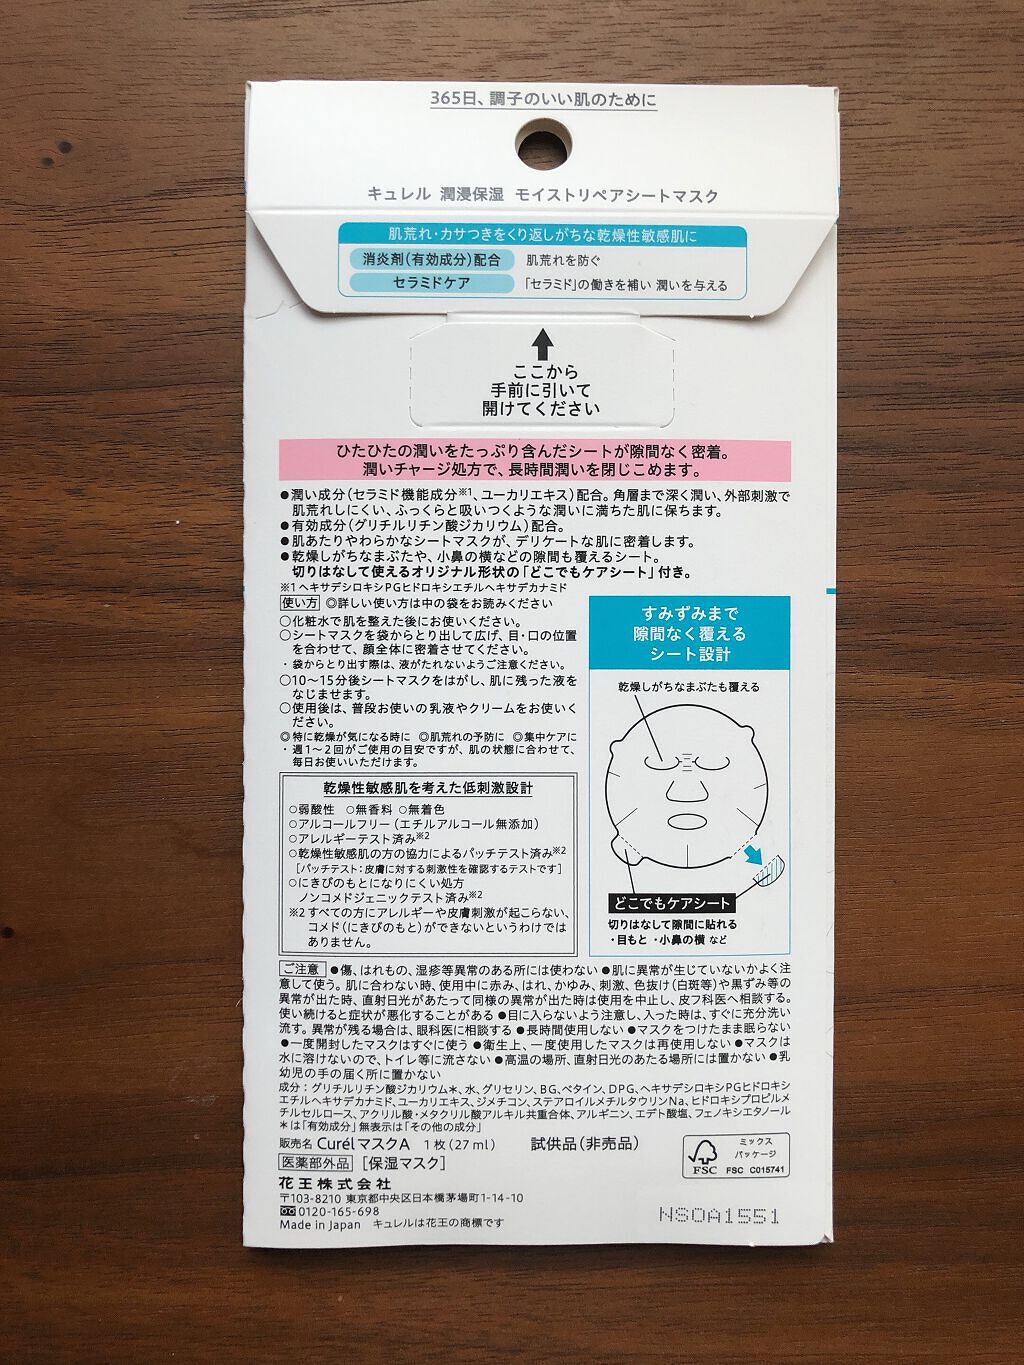 365日、調子のいい肌のために
キュレル 潤浸保湿 モイストリペアシートマスク
肌荒れ・カサつきをくり返しがちな乾燥性敏感肌に
消炎剤(有効成分)配合 肌荒れを防ぐ
セラミドケア 「セラミド」の働きを補い 潤いを与える
ここから
手前に引いて
開けてください
ひたひたの潤いをたっぷり含んだシートが隙間なく密着。
潤いチャージ処方で、長時間潤いを閉じこめます。
●潤い成分(セラミド機能成分※1、ユーカリエキス)配合。角層まで深く潤い、外部刺激で
肌荒れしにくい、ふっくらと吸いつくような潤いに満ちた肌に保ちます。
●有効成分(グリチルリチン酸ジカリウム)配合。
●肌あたりやわらかなシートマスクが、デリケートな肌に密着します。
●乾燥しがちなまぶたや、小鼻の横などの隙間も覆えるシート。
切りはなして使えるオリジナル形状の「どこでもケアシート」付き。
※1 ヘキサデシロキシPGヒドロキシエチルヘキサデカナミド
使い方 ◎詳しい使い方は中の袋をお読みください
○化粧水で肌を整えた後にお使いください。
○シートマスクを袋からとり出して広げ、目・口の位置
を合わせて、顔全体に密着させてください。
・袋からとり出す際は、液がたれないようご注意ください。
○10〜15分後シートマスクをはがし、肌に残った液を
なじませます。
○使用後は、普段お使いの乳液やクリームをお使いく
ださい。
◎特に乾燥が気になる時に ◎肌荒れの予防に ◎集中ケアに
・週1〜2回がご使用の目安ですが、肌の状態に合わせて、
毎日お使いいただけます。
乾燥性敏感肌を考えた低刺激設計
○弱酸性 ○無香料 ○無着色
○アルコールフリー(エチルアルコール無添加)
○アレルギーテスト済み※2
○乾燥性敏感肌の方の協力によるパッチテスト済み※2
[パッチテスト:皮膚に対する刺激性を確認するテストです]
○にきびのもとになりにくい処方
ノンコメドジェニックテスト済み※2
※2 すべての方にアレルギーや皮膚刺激が起こらない、
コメド(にきびのもと)ができないというわけでは
ありません。
すみずみまで
隙間なく覆える
シート設計
乾燥しがちなまぶたも覆える
どこでもケアシート
切りはなして隙間に貼れる
・目もと ・小鼻の横 など
ご注意 ●傷、はれもの、湿疹等異常のある所には使わない ●肌に異常が生じていないかよく注
意して使う。肌に合わない時、使用中に赤み、はれ、かゆみ、刺激、色抜け(白斑等)や黒ずみ等の
異常が出た時、直射日光があたって同様の異常が出た時は使用を中止し、皮フ科医へ相談する。
使い続けると症状が悪化することがある ●目に入らないよう注意し、入った時は、すぐに充分洗い
流す。異常が残る場合は、眼科医に相談する ●長時間使用しない ●マスクをつけたまま眠らない
●一度開封したマスクはすぐに使う ●衛生上、一度使用したマスクは再使用しない ●マスクは
水に溶けないので、トイレ等に流さない ●高温の場所、直射日光のあたる場所には置かない ●乳
幼児の手の届く所に置かない
成分:グリチルリチン酸ジカリウム*、水、グリセリン、BG、ベタイン、DPG、ヘキサデシロキシPGヒドロキシ
エチルヘキサデカナミド、ユーカリエキス、ジメチコン、ステアロイルメチルタウリンNa、ヒドロキシプロピルメ
チルセルロース、アクリル酸・メタクリル酸アルキル共重合体、アルギニン、エデト酸塩、フェノキシエタノール
*は「有効成分」無表示は「その他の成分」
販売名 Curél マスクA 1枚(27ml) 試供品(非売品)
医薬部外品 [保湿マスク]
花王株式会社
〒103-8210 東京都中央区日本橋茅場町1-14-10
0120-165-698
Made in Japan キュレルは花王の商標です
ミックス
パッケージ
FSC FSC C015741
NSOA1551